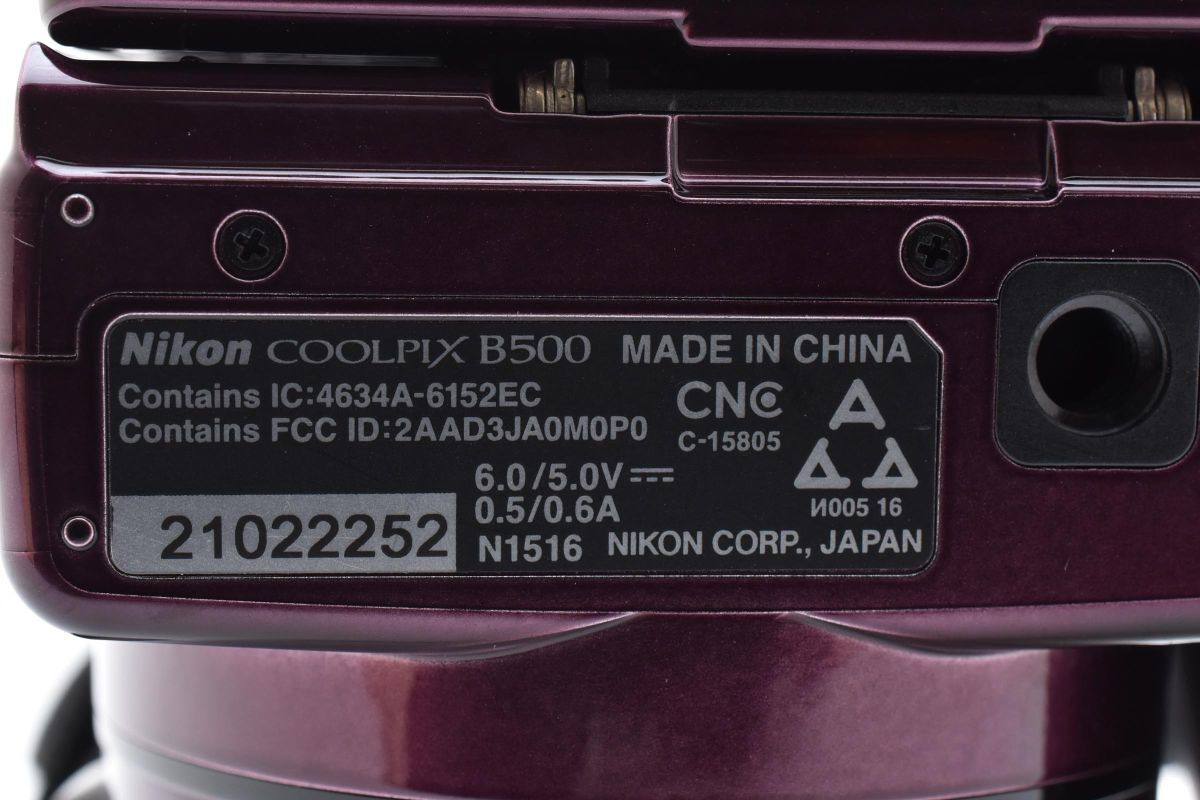 Nikon COOLPIX B500 MADE IN CHINA
Contains IC:4634A-6152EC
Contains FCC ID:2AAD3JA0M0P0
CNC
C-15805
6.0/5.0V
0.5/0.6A
И005 16
21022252
N1516 NIKON CORP., JAPAN